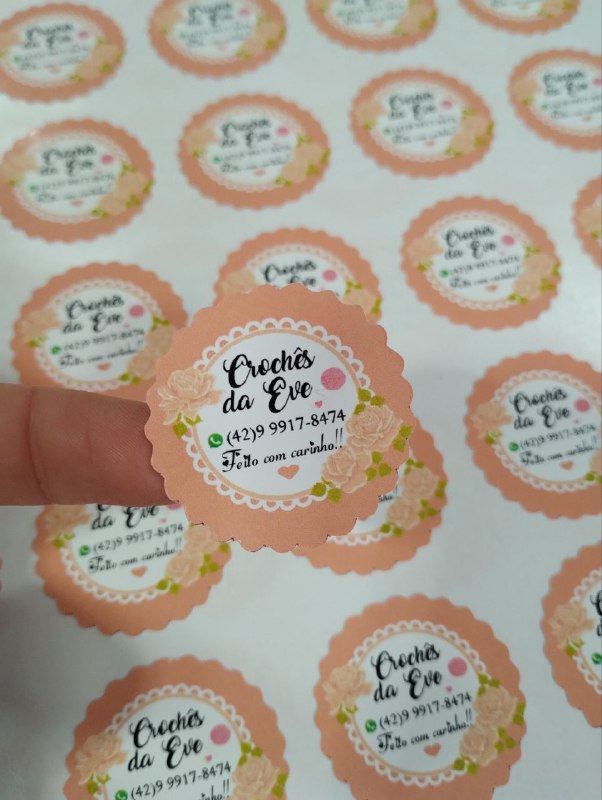 Crochês
da Eve
(42)9 9917-8474
Feito com carinho!!